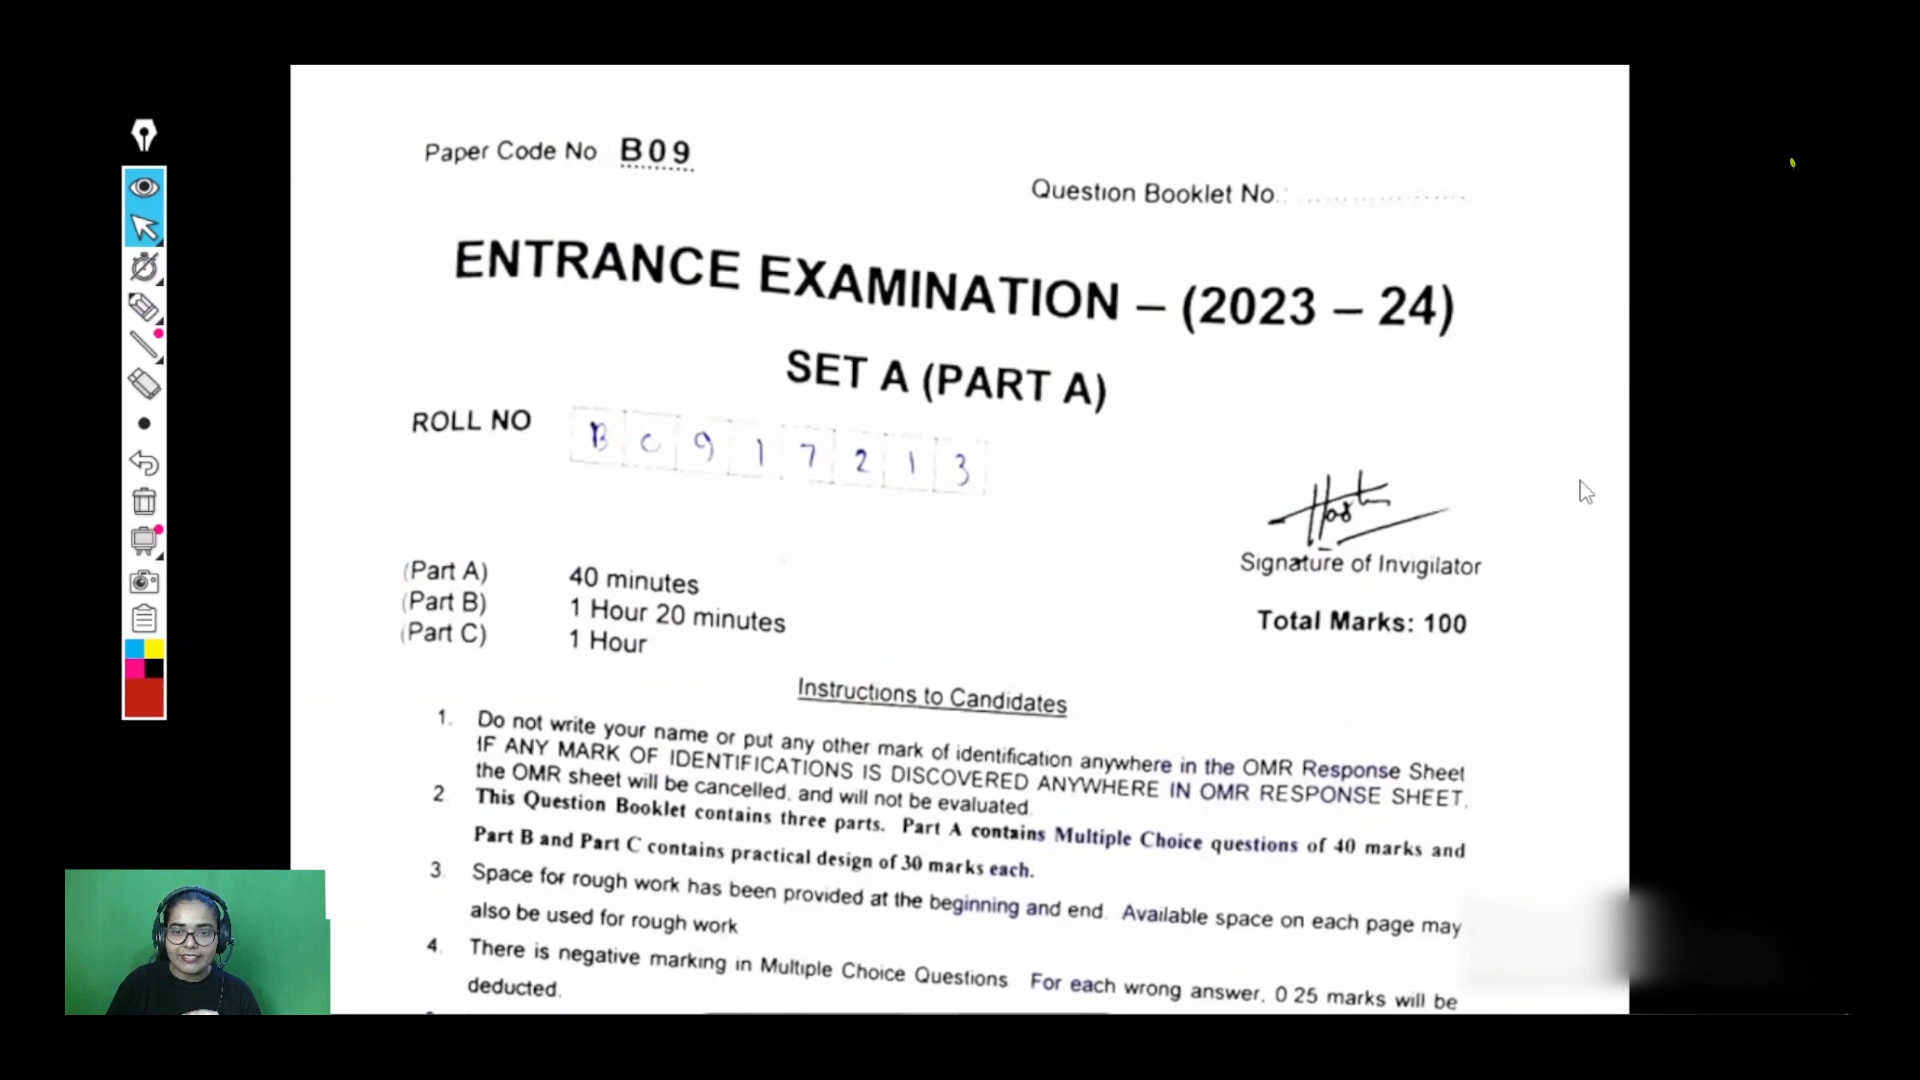 Paper Code No B09
Question Booklet No.:
ENTRANCE EXAMINATION – (2023 – 24)
SET A (PART A)
ROLL NO B C 9 1 7 2 1 3
Signature of Invigilator
(Part A) 40 minutes
(Part B) 1 Hour 20 minutes
(Part C) 1 Hour
Total Marks: 100
Instructions to Candidates
1. Do not write your name or put any other mark of identification anywhere in the OMR Response Sheet
IF ANY MARK OF IDENTIFICATIONS IS DISCOVERED ANYWHERE IN OMR RESPONSE SHEET.
the OMR sheet will be cancelled. and will not be evaluated.
2 This Question Booklet contains three parts. Part A contains Multiple Choice questions of 40 marks and
Part B and Part C contains practical design of 30 marks each.
3. Space for rough work has been provided at the beginning and end. Available space on each page may
also be used for rough work
4. There is negative marking in Multiple Choice Questions For each wrong answer. 0 25 marks will be
deducted.